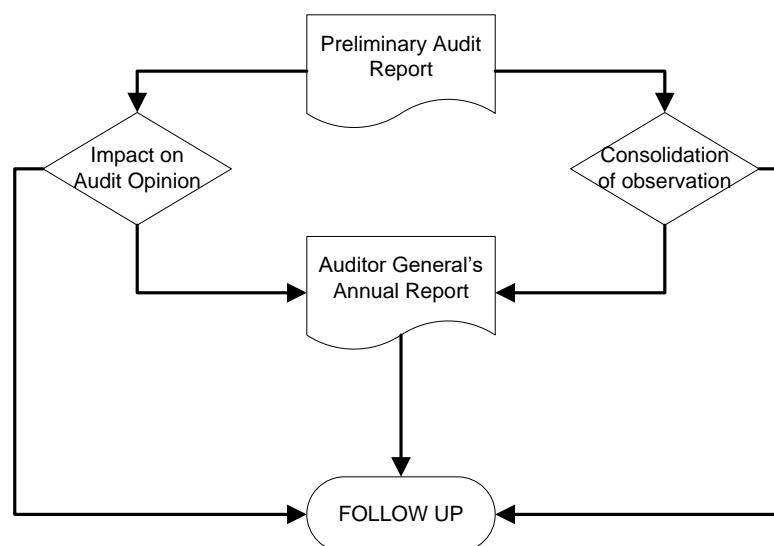 Preliminary Audit
Report
Impact on
Audit Opinion
Consolidation
of observation
Auditor General’s
Annual Report
FOLLOW UP